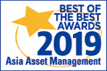 BEST OF
THE BEST
AWARDS
2019
Asia Asset Management